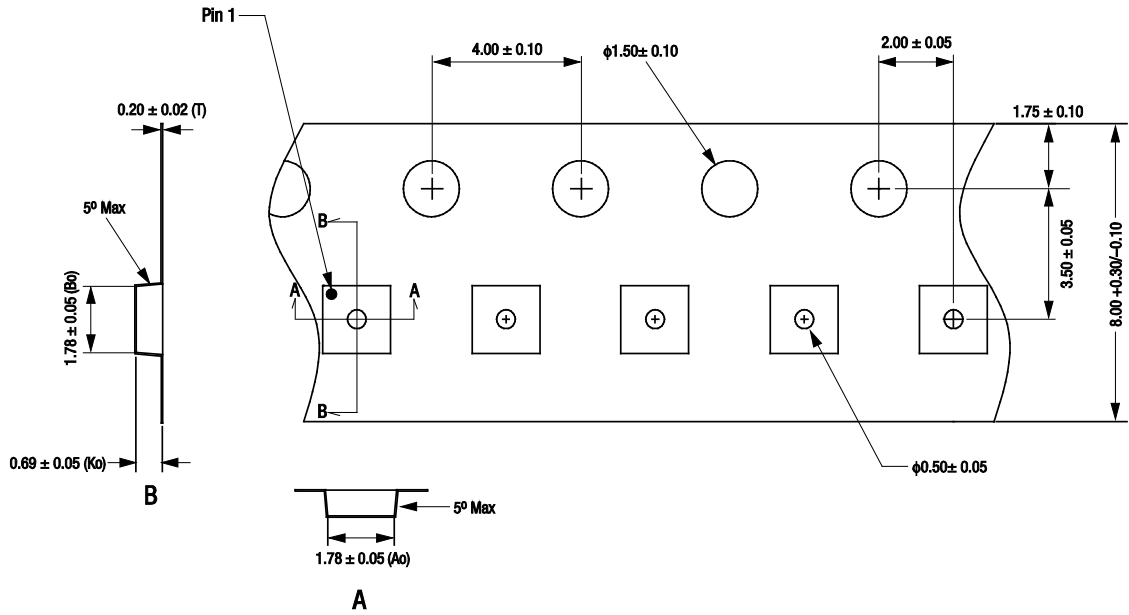 Pin 1
4.00 ± 0.10
ϕ1.50± 0.10
2.00 ± 0.05
0.20 ± 0.02 (T)
1.75 ± 0.10
5º Max
B
A
A
1.78 ± 0.05 (Bo)
3.50 ± 0.05
8.00 +0.30/–0.10
B
0.69 ± 0.05 (Ko)
ϕ0.50± 0.05
B
5º Max
1.78 ± 0.05 (Ao)
A